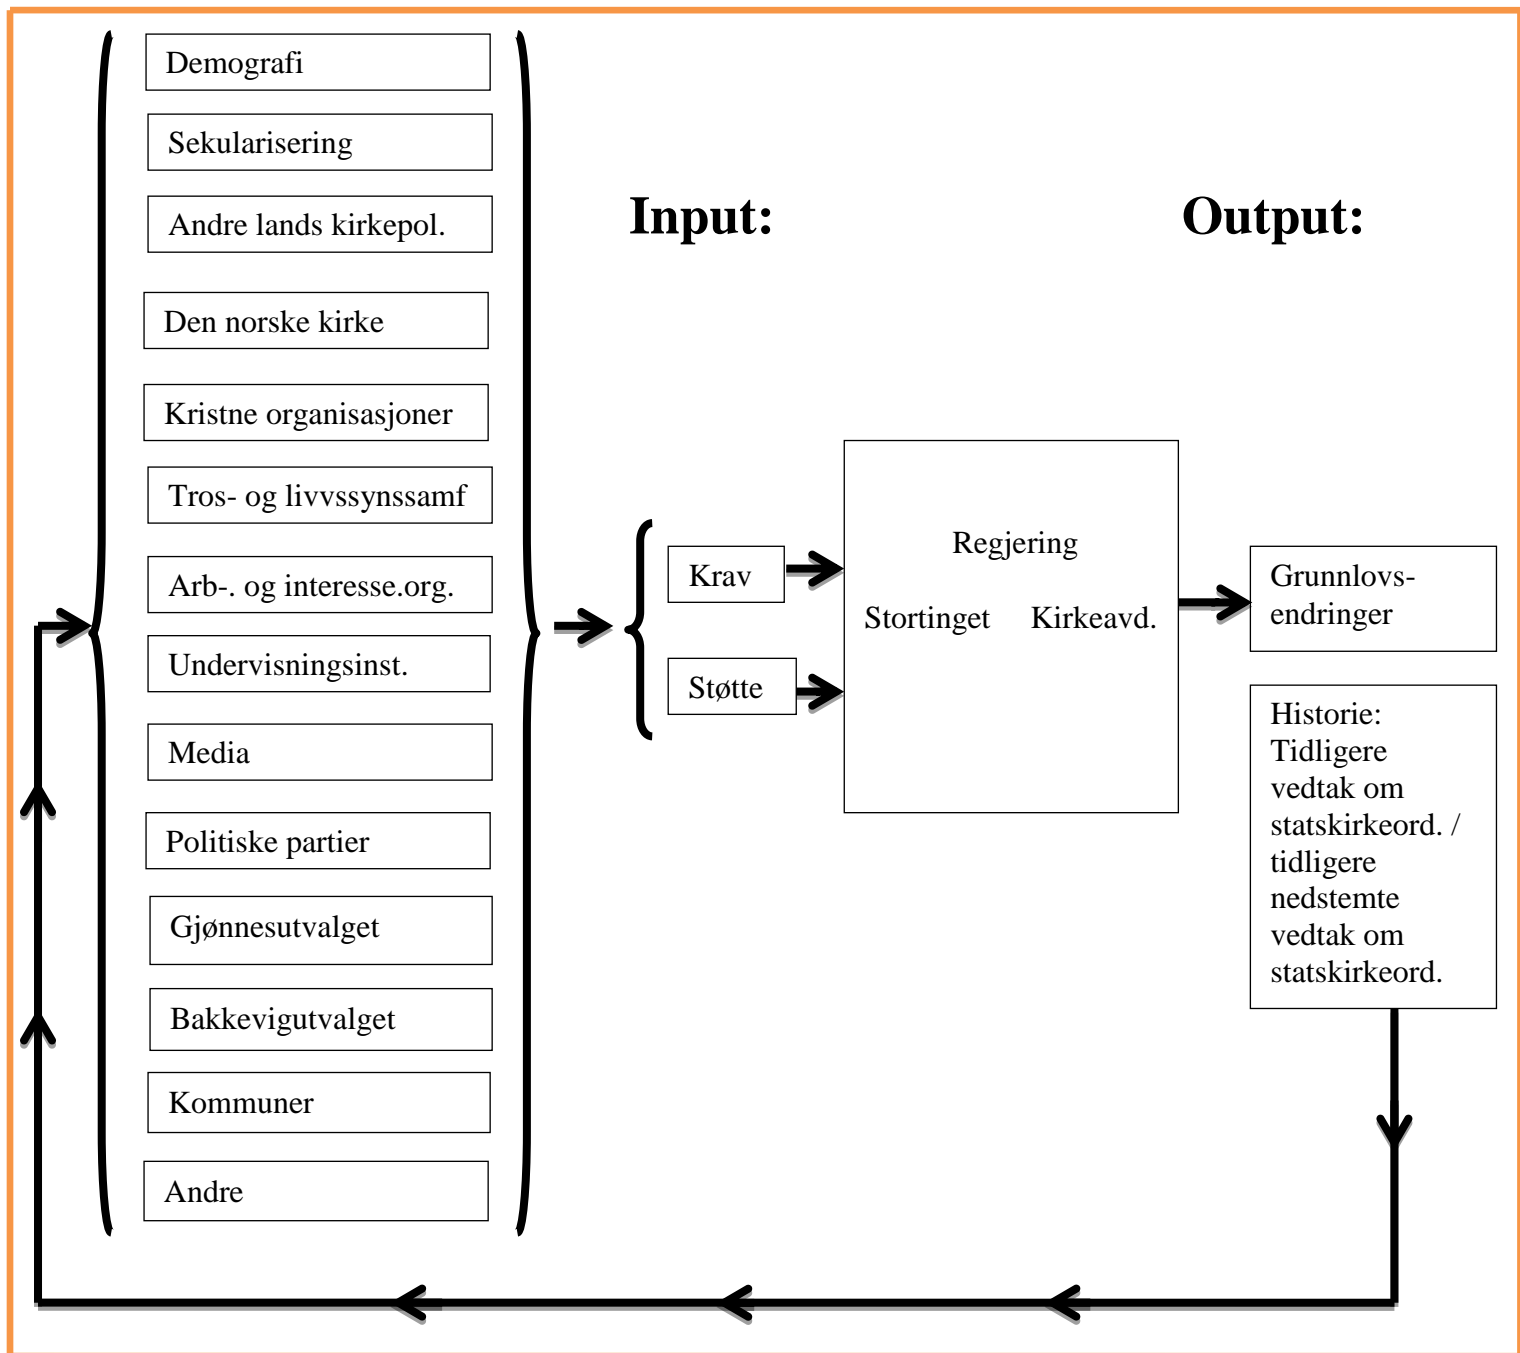 Demografi
Sekularisering
Andre lands kirkepol.
Den norske kirke
Kristne organisasjoner
Tros- og livvssynssamf
Arb-. og interesse.org.
Undervisningsinst.
Media
Politiske partier
Gjønnesutvalget
Bakkevigutvalget
Kommuner
Andre
Input:
Krav
Støtte
Regjering
Stortinget Kirkeavd.
Output:
Grunnlovs-
endringer
Historie:
Tidligere
vedtak om
statskirkeord. /
tidligere
nedstemte
vedtak om
statskirkeord.